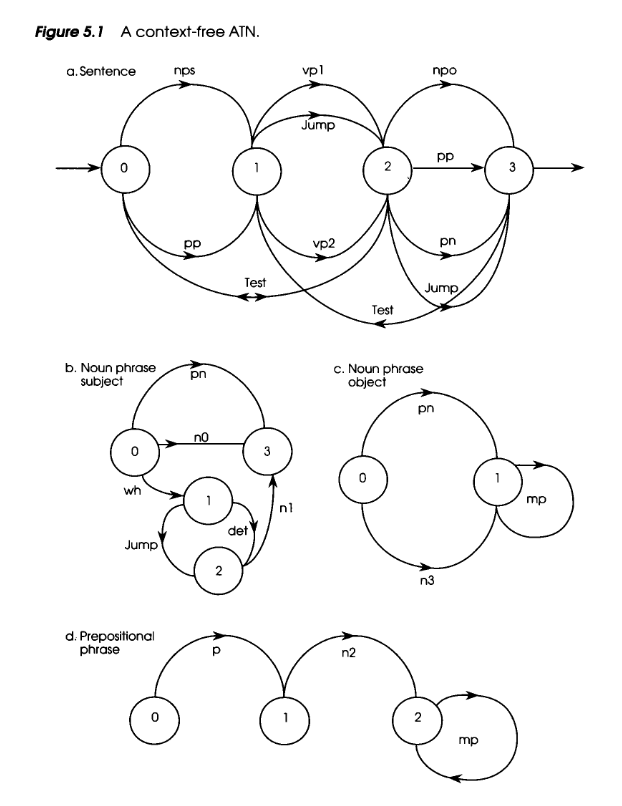 Figure 5.1 A context-free ATN.
a. Sentence
nps
vp1
npo
Jump
0
1
2
pp
3
pp
vp2
pn
Test
Jump
Test
b. Noun phrase
subject
pn
c. Noun phrase
object
pn
0
n0
3
0
1
wh
1
mp
n1
Jump
det
2
n3
d. Prepositional
phrase
p
n2
0
1
2
mp